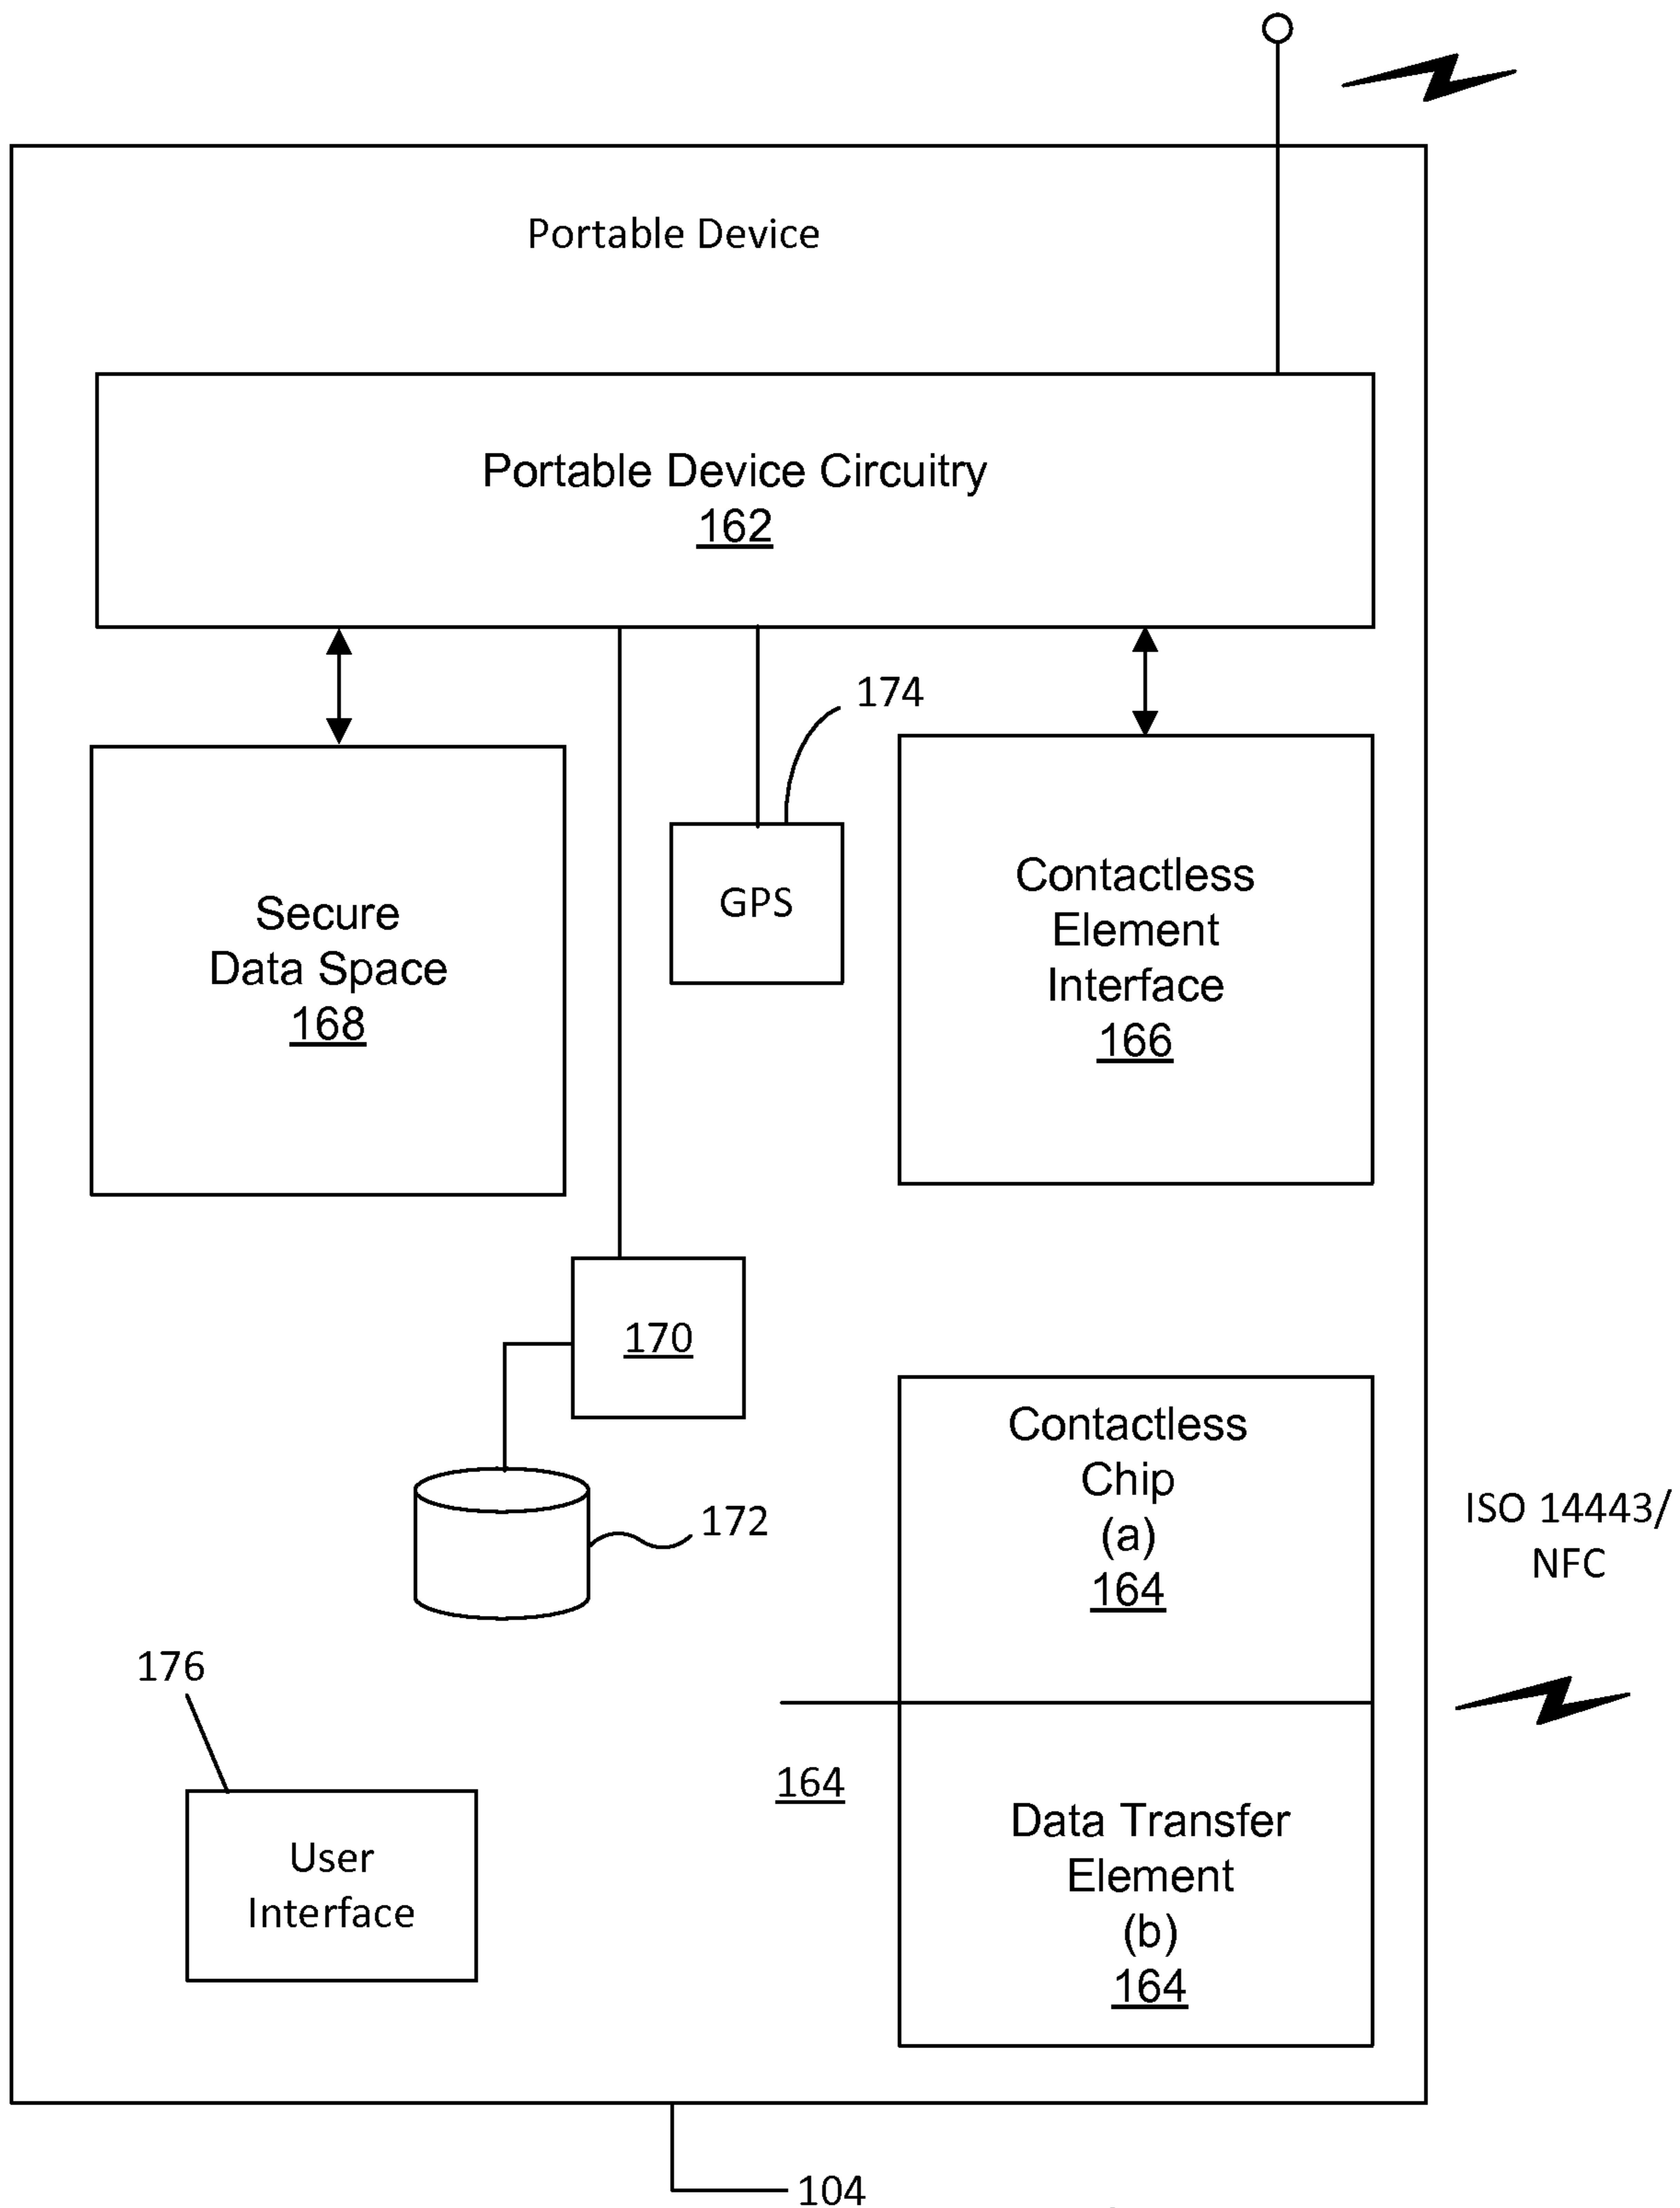 Portable Device
Portable Device Circuitry
162
174
GPS
Secure
Data Space
168
Contactless
Element
Interface
166
170
172
Contactless
Chip
(a)
164
ISO 14443/
NFC
176
User
Interface
164
Data Transfer
Element
(b)
164
104